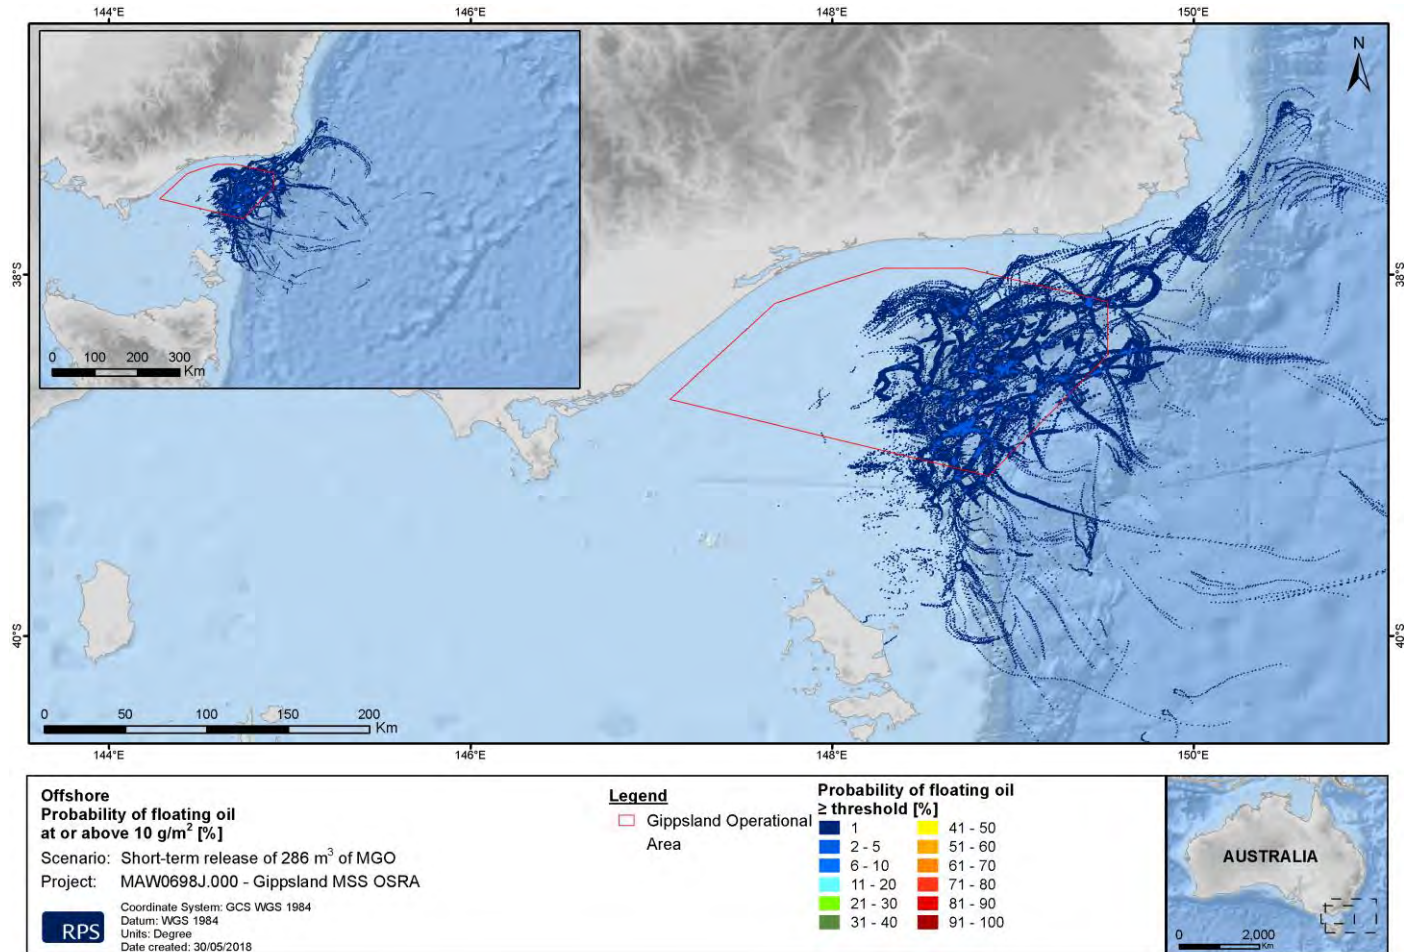 144°E 146°E 148°E 150°E
N
38°S 38°S
0 100 200 300
Km
40°S 40°S
0 50 100 150 200
Km
144°E 146°E 148°E 150°E
Offshore
Probability of floating oil
at or above 10 g/m² [%]
Scenario: Short-term release of 286 m³ of MGO
Project: MAW0698J.000 - Gippsland MSS OSRA
RPS
Coordinate System: GCS WGS 1984
Datum: WGS 1984
Units: Degree
Date created: 30/05/2018
Legend
Gippsland Operational
Area
Probability of floating oil
≥ threshold [%]
1 41 - 50
2 - 5 51 - 60
6 - 10 61 - 70
11 - 20 71 - 80
21 - 30 81 - 90
31 - 40 91 - 100
AUSTRALIA
0 2,000
Km